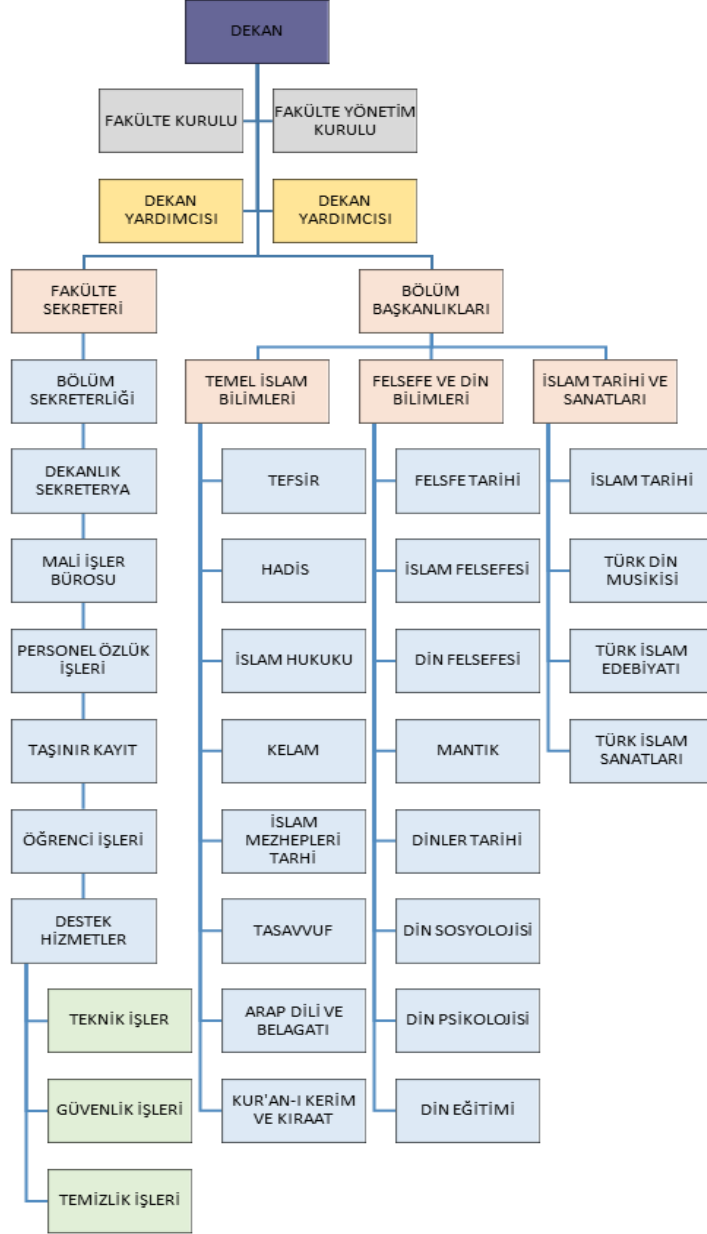 DEKAN
FAKÜLTE KURULU
FAKÜLTE YÖNETİM
KURULU
DEKAN
YARDIMCISI
DEKAN
YARDIMCISI
FAKÜLTE
SEKRETERİ
BÖLÜM
BAŞKANLIKLARI
BÖLÜM
SEKRETERLİĞİ
DEKANLIK
SEKRETERYA
MALİ İŞLER
BÜROSU
PERSONEL ÖZLÜK
İŞLERİ
TAŞINIR KAYIT
ÖĞRENCİ İŞLERİ
DESTEK
HİZMETLER
TEKNİK İŞLER
GÜVENLİK İŞLERİ
TEMİZLİK İŞLERİ
TEMEL İSLAM
BİLİMLERİ
TEFSİR
HADİS
İSLAM HUKUKU
KELAM
İSLAM
MEZHEPLERİ
TARHİ
TASAVVUF
ARAP DİLİ VE
BELAGATI
KUR'AN-I KERİM
VE KIRAAT
FELSEFE VE DİN
BİLİMLERİ
FELSFE TARİHİ
İSLAM FELSEFESİ
DİN FELSEFESİ
MANTIK
DİNLER TARİHİ
DİN SOSYOLOJİSİ
DİN PSİKOLOJİSİ
DİN EĞİTİMİ
İSLAM TARİHİ VE
SANATLARI
İSLAM TARİHİ
TÜRK DİN
MUSIKİSİ
TÜRK İSLAM
EDEBİYATI
TÜRK İSLAM
SANATLARI